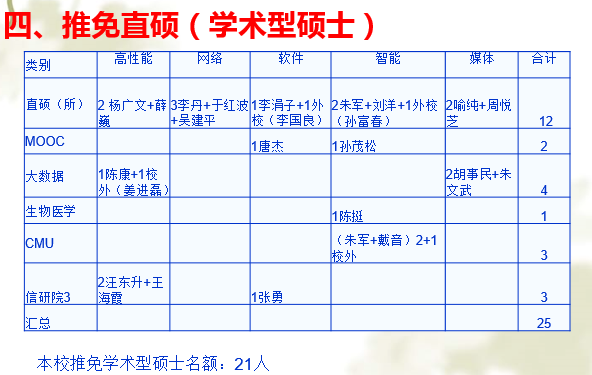 四、推免直硕（学术型硕士）
类别 高性能 网络 软件 智能 媒体 合计
直硕（所） 2 杨广文+薛巍 3李丹+于红波+吴建平 1李涓子+1外校（李国良） 2朱军+刘洋+1外校（孙富春） 2喻纯+周悦芝 12
MOOC 1唐杰 1孙茂松 2
大数据 1陈康+1校外（姜进磊） 2胡事民+朱文武 4
生物医学 1陈挺 1
CMU （朱军+戴音）2+1校外 3
信研院3 2汪东升+王海霞 1张勇 3
汇总 25
本校推免学术型硕士名额：21人